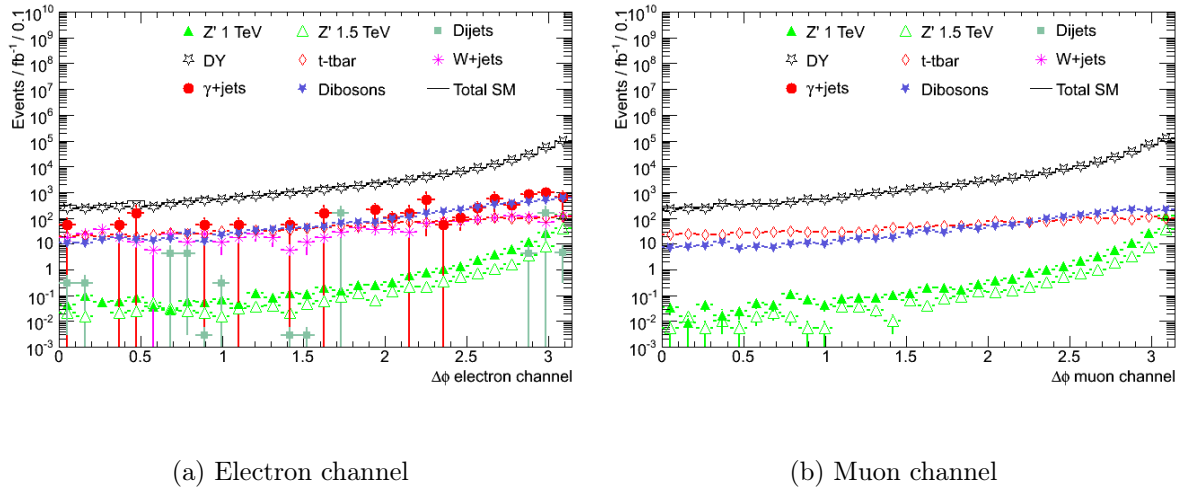 Events / fb⁻¹ / 0.1
10¹⁰
10⁹
10⁸
10⁷
10⁶
10⁵
10⁴
10³
10²
10
1
10⁻¹
10⁻²
10⁻³
Z' 1 TeV
Z' 1.5 TeV
Dijets
DY
t-tbar
W+jets
γ+jets
Dibosons
Total SM
0 0.5 1 1.5 2 2.5 3
Δϕ electron channel
(a) Electron channel
Events / fb⁻¹ / 0.1
10¹⁰
10⁹
10⁸
10⁷
10⁶
10⁵
10⁴
10³
10²
10
1
10⁻¹
10⁻²
10⁻³
Z' 1 TeV
Z' 1.5 TeV
Dijets
DY
t-tbar
W+jets
γ+jets
Dibosons
Total SM
0 0.5 1 1.5 2 2.5 3
Δϕ muon channel
(b) Muon channel